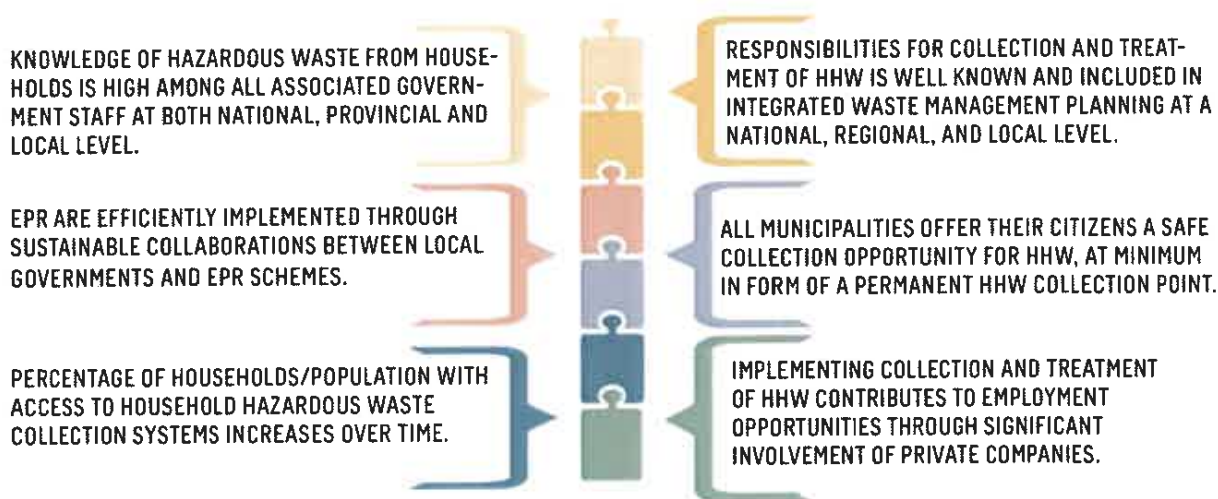 KNOWLEDGE OF HAZARDOUS WASTE FROM HOUSE-
HOLDS IS HIGH AMONG ALL ASSOCIATED GOVERN-
MENT STAFF AT BOTH NATIONAL, PROVINCIAL AND
LOCAL LEVEL.
RESPONSIBILITIES FOR COLLECTION AND TREAT-
MENT OF HHW IS WELL KNOWN AND INCLUDED IN
INTEGRATED WASTE MANAGEMENT PLANNING AT A
NATIONAL, REGIONAL, AND LOCAL LEVEL.
EPR ARE EFFICIENTLY IMPLEMENTED THROUGH
SUSTAINABLE COLLABORATIONS BETWEEN LOCAL
GOVERNMENTS AND EPR SCHEMES.
ALL MUNICIPALITIES OFFER THEIR CITIZENS A SAFE
COLLECTION OPPORTUNITY FOR HHW, AT MINIMUM
IN FORM OF A PERMANENT HHW COLLECTION POINT.
PERCENTAGE OF HOUSEHOLDS/POPULATION WITH
ACCESS TO HOUSEHOLD HAZARDOUS WASTE
COLLECTION SYSTEMS INCREASES OVER TIME.
IMPLEMENTING COLLECTION AND TREATMENT
OF HHW CONTRIBUTES TO EMPLOYMENT
OPPORTUNITIES THROUGH SIGNIFICANT
INVOLVEMENT OF PRIVATE COMPANIES.